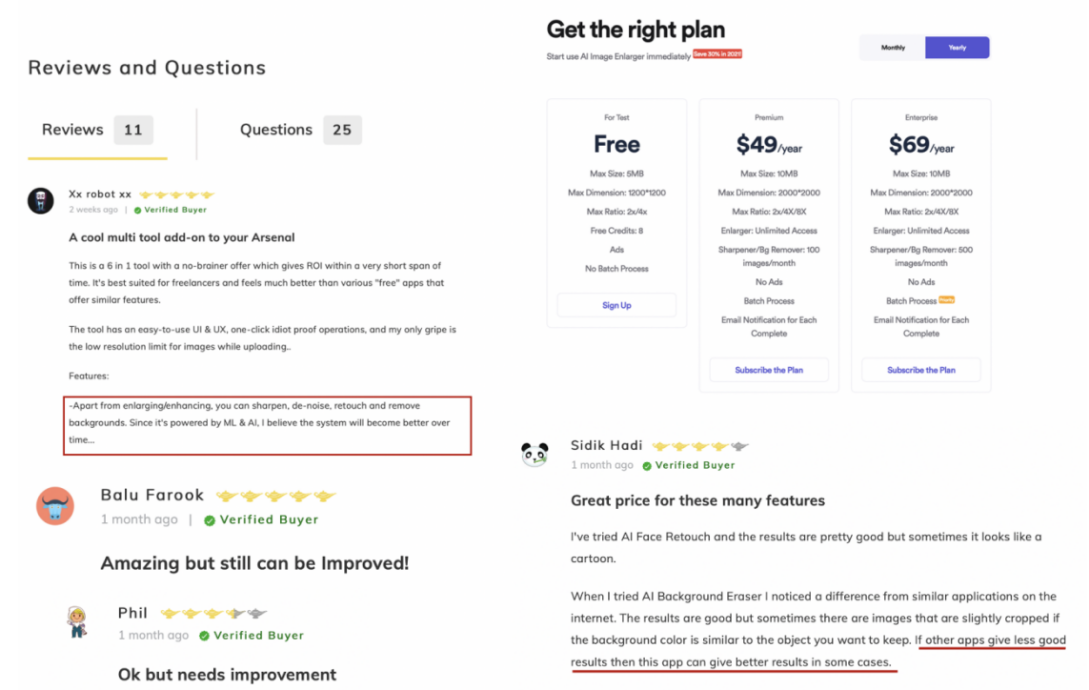 Reviews and Questions
Reviews 11
Questions 25
Xx robot xx
2 weeks ago | Verified Buyer
A cool multi tool add-on to your Arsenal
This is a 6 in 1 tool with a no-brainer offer which gives ROI within a very short span of
time. It's best suited for freelancers and feels much better than various "free" apps that
offer similar features.
The tool has an easy-to-use UI & UX, one-click idiot proof operations, and my only gripe is
the low resolution limit for images while uploading..
Features:
-Apart from enlarging/enhancing, you can sharpen, de-noise, retouch and remove
backgrounds. Since it's powered by ML & AI, I believe the system will become better over
time...
Balu Farook
1 month ago | Verified Buyer
Amazing but still can be Improved!
Phil
1 month ago Verified Buyer
Ok but needs improvement
Get the right plan
Start use AI Image Enlarger immediately Save 30% in 2021!
Monthly
Yearly
For Test
Free
Max Size: 5MB
Max Dimension: 1200*1200
Max Ratio: 2x/4x
Free Credits: 8
Ads
No Batch Process
Sign Up
Premium
$49/year
Max Size: 10MB
Max Dimension: 2000*2000
Max Ratio: 2x/4X/8X
Enlarger: Unlimited Access
Sharpener/Bg Remover: 100
images/month
No Ads
Batch Process
Email Notification for Each
Complete
Subscribe the Plan
Enterprise
$69/year
Max Size: 10MB
Max Dimension: 2000*2000
Max Ratio: 2x/4X/8X
Enlarger: Unlimited Access
Sharpener/Bg Remover: 500
images/month
No Ads
Batch Process
Email Notification for Each
Complete
Subscribe the Plan
Sidik Hadi
1 month ago Verified Buyer
Great price for these many features
I've tried AI Face Retouch and the results are pretty good but sometimes it looks like a
cartoon.
When I tried AI Background Eraser I noticed a difference from similar applications on the
internet. The results are good but sometimes there are images that are slightly cropped if
the background color is similar to the object you want to keep. If other apps give less good
results then this app can give better results in some cases.